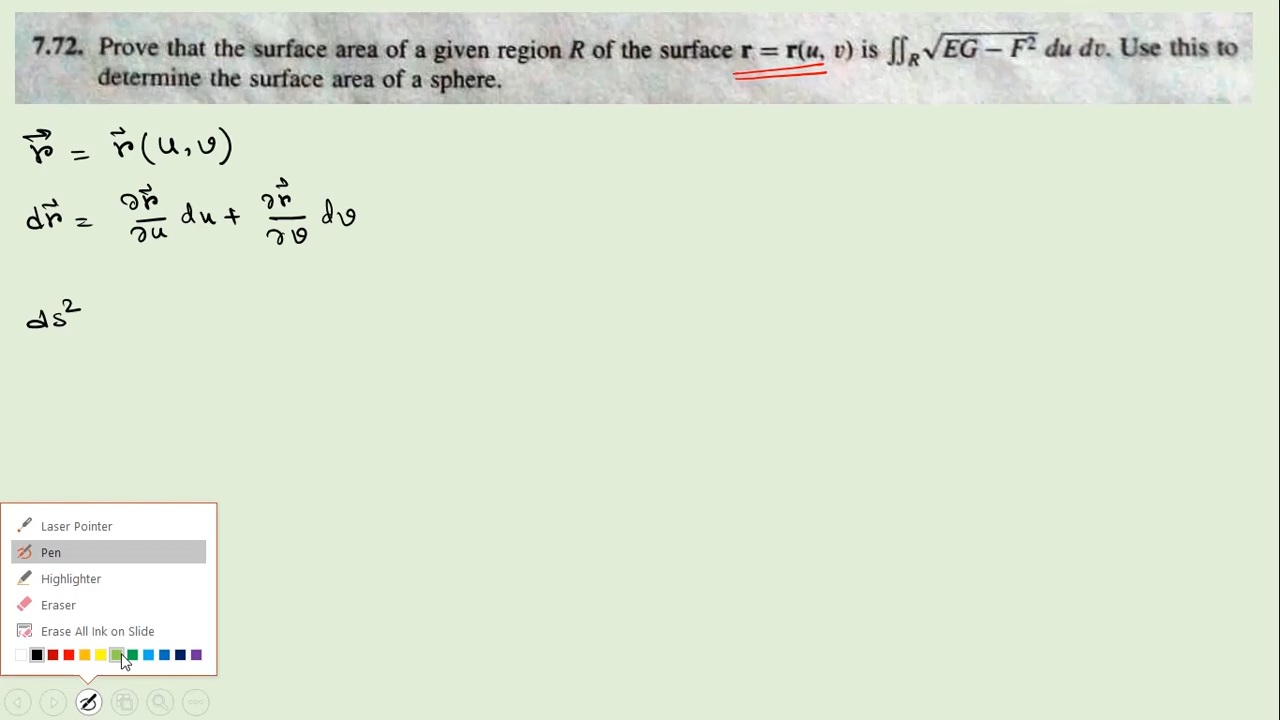 7.72. Prove that the surface area of a given region R of the surface r = r(u, v) is ∬_R √(EG − F²) du dv. Use this to
determine the surface area of a sphere.
r⃗ = r⃗(u,v)
dr⃗ = ∂r⃗/∂u du + ∂r⃗/∂v dv
ds²
Laser Pointer
Pen
Highlighter
Eraser
Erase All Ink on Slide